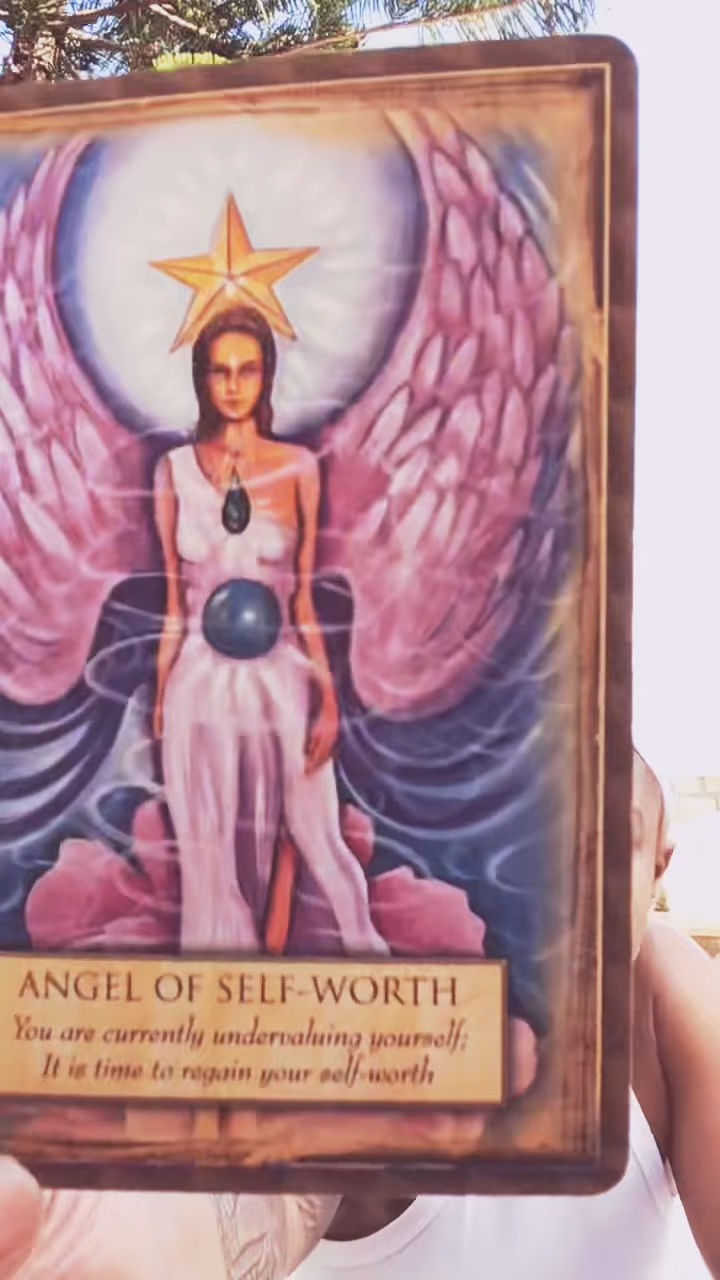 ANGEL OF SELF-WORTH
You are currently undervaluing yourself;
It is time to regain your self-worth